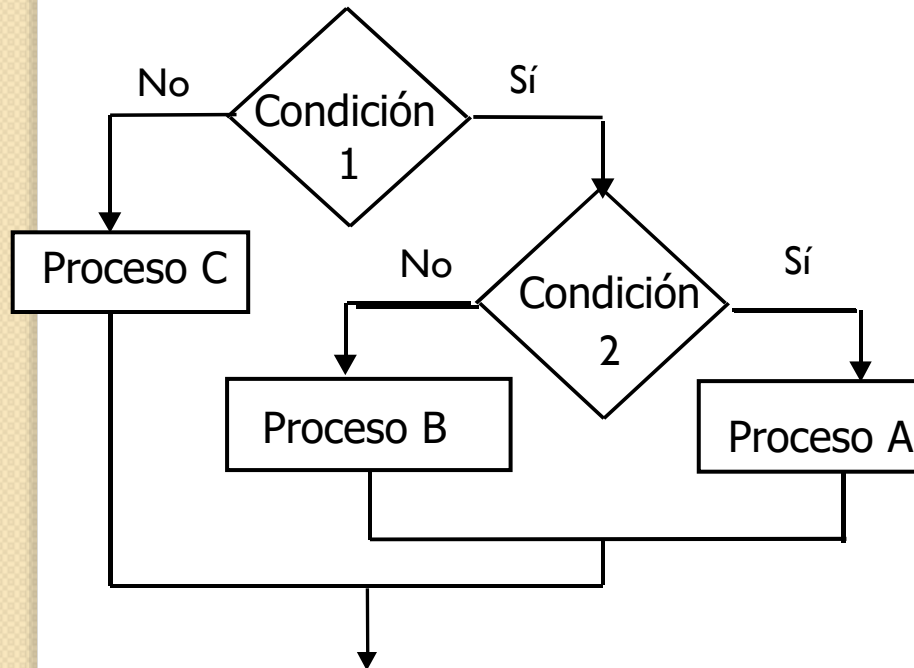 No
Sí
Condición
1
Proceso C
No
Sí
Condición
2
Proceso B
Proceso A